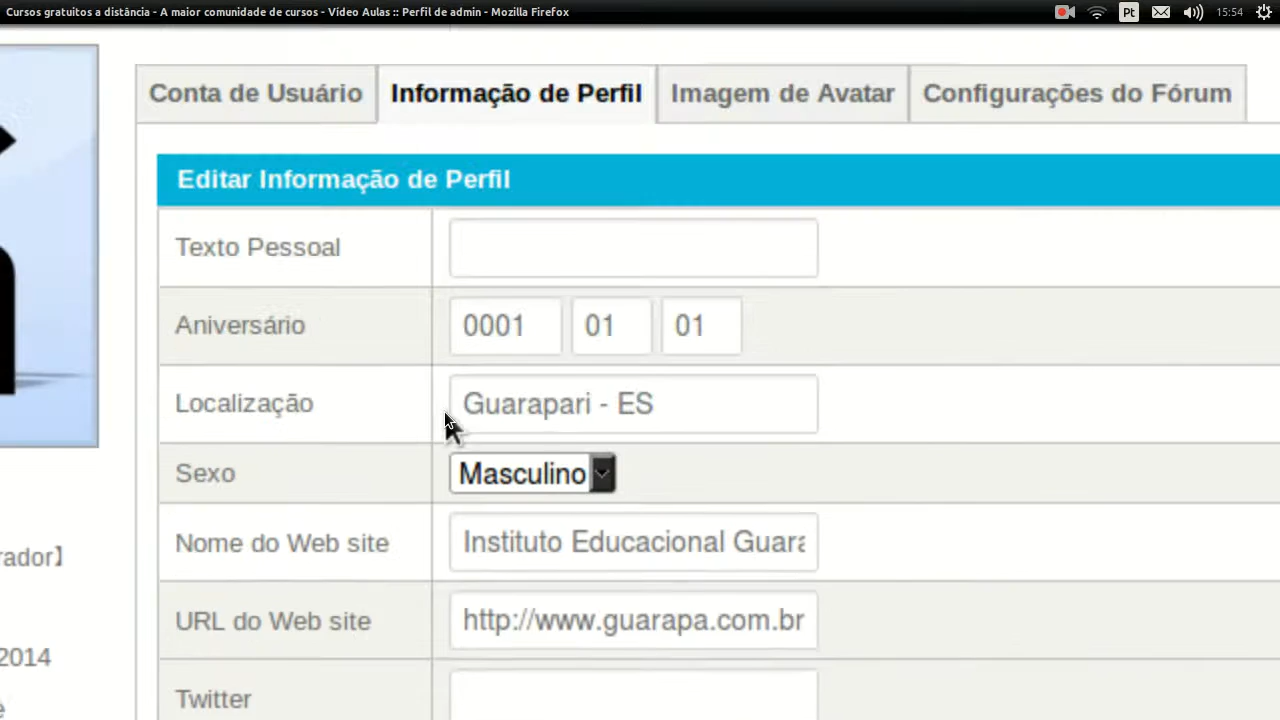 Cursos gratuitos a distância - A maior comunidade de cursos - Vídeo Aulas :: Perfil de admin - Mozilla Firefox
Pt
15:54
Conta de Usuário
Informação de Perfil
Imagem de Avatar
Configurações do Fórum
Editar Informação de Perfil
Texto Pessoal
Aniversário
0001
01
01
Localização
Guarapari - ES
Sexo
Masculino
Nome do Web site
Instituto Educacional Guara
rador】
URL do Web site
http://www.guarapa.com.br
2014
Twitter